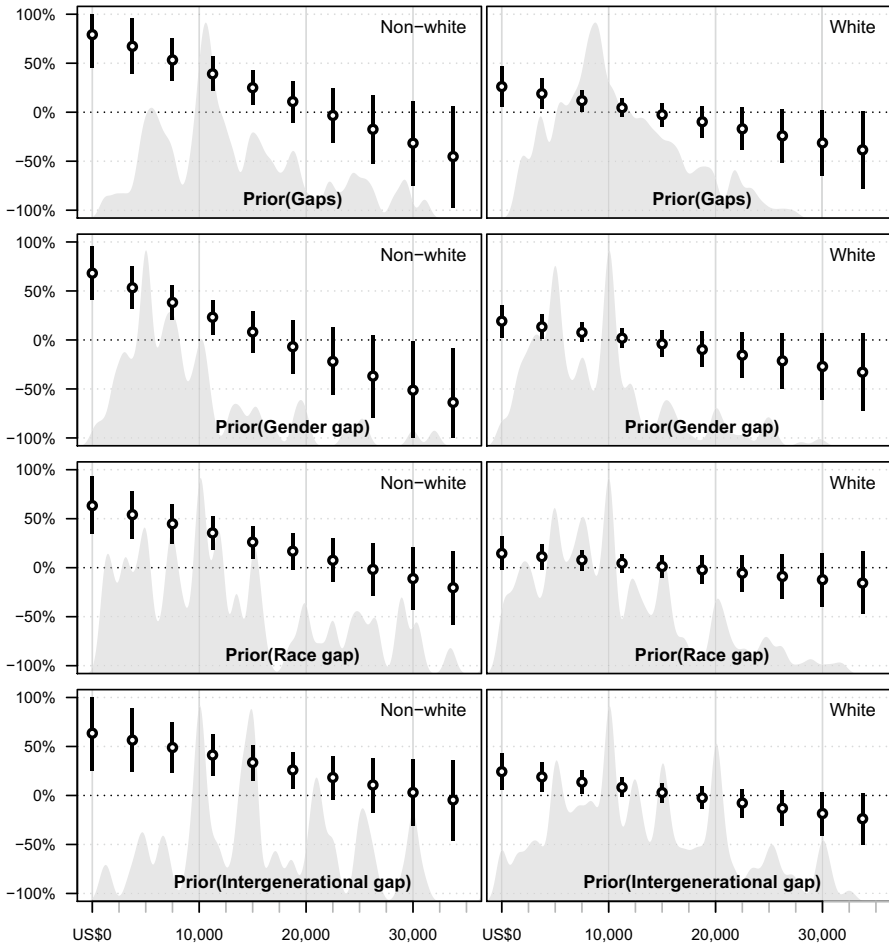 Non−white
White
100%
50%
0%
−50%
−100%
Prior(Gaps)
Prior(Gaps)
Non−white
White
100%
50%
0%
−50%
−100%
Prior(Gender gap)
Prior(Gender gap)
Non−white
White
100%
50%
0%
−50%
−100%
Prior(Race gap)
Prior(Race gap)
Non−white
White
100%
50%
0%
−50%
−100%
Prior(Intergenerational gap)
Prior(Intergenerational gap)
US$0 10,000 20,000 30,000 US$0 10,000 20,000 30,000